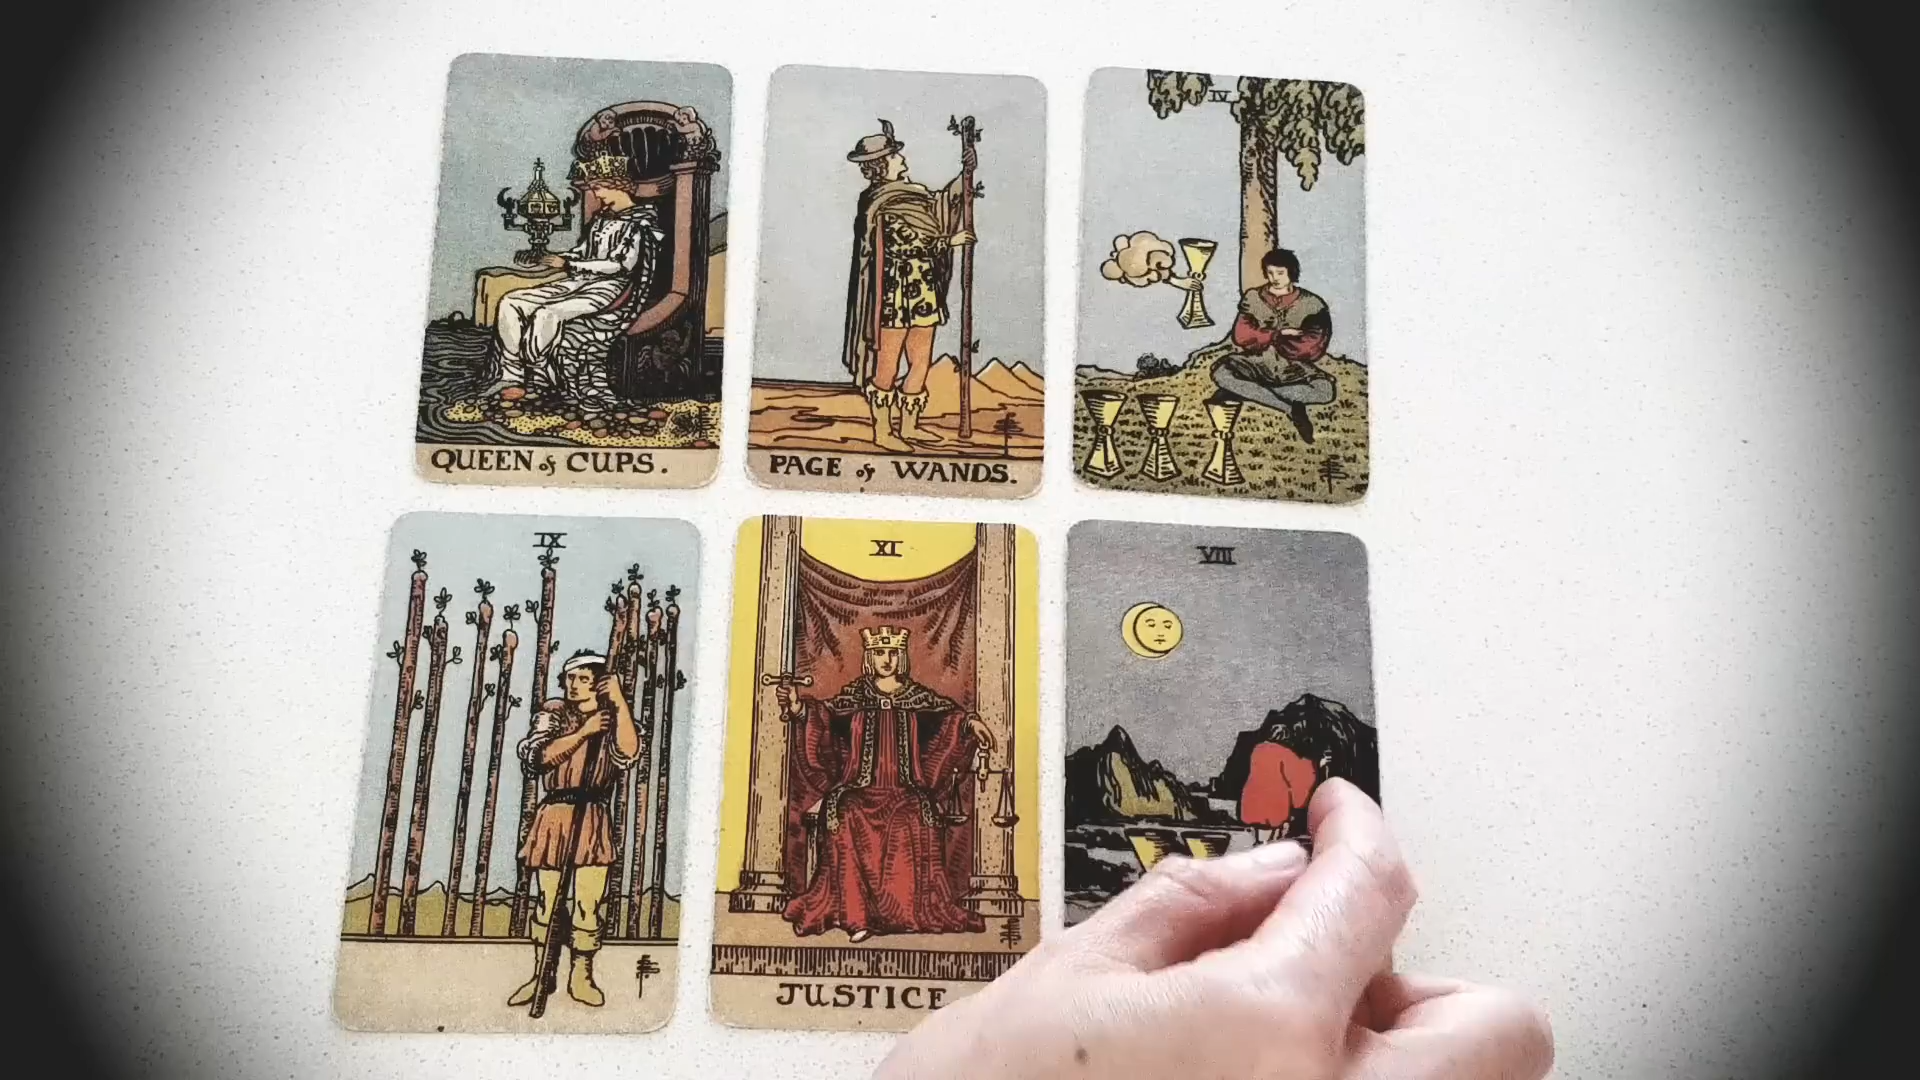 IV
QUEEN of CUPS.
PAGE of WANDS.
IX
XI
VIII
JUSTICE